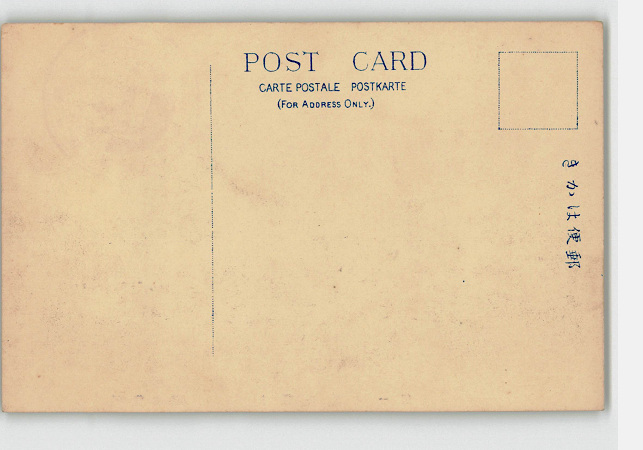 POST CARD
CARTE POSTALE POSTKARTE
(FOR ADDRESS ONLY.)
きかは便郵